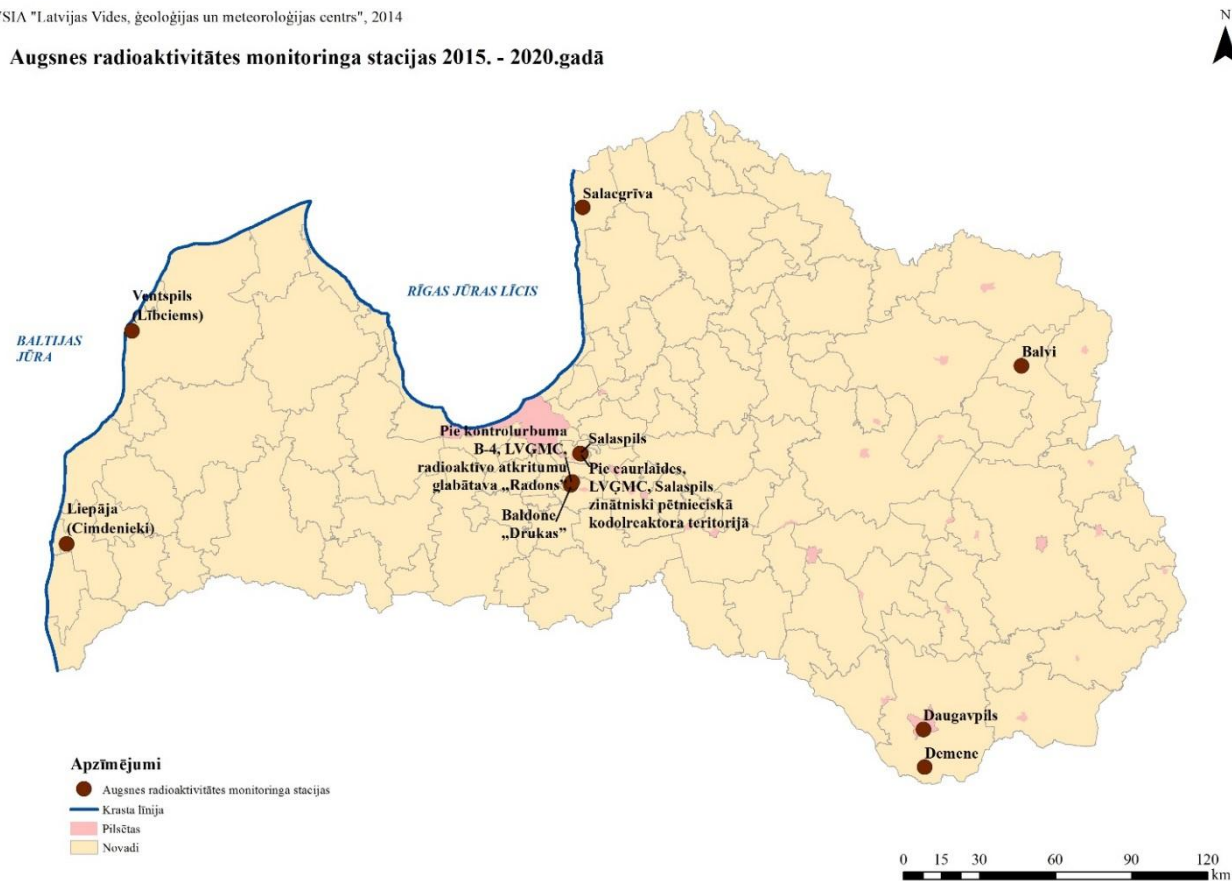 VSIA "Latvijas Vides, ģeoloģijas un meteoroloģijas centrs", 2014
N
Augsnes radioaktivitātes monitoringa stacijas 2015. - 2020.gadā
Salacgrīva
RĪGAS JŪRAS LĪCIS
Ventspils
(Lībciems)
BALTIJAS
JŪRA
Balvi
Pie kontrolurbuma
B-4, LVĢMC,
radioaktīvo atkritumu
glabātava „Radons"
Salaspils
Pie caurlaides,
LVĢMC, Salaspils
zinātniski pētnieciskā
kodolreaktora teritorijā
Baldone
„Drukas"
Liepāja
(Cimdenieki)
Daugavpils
Demene
Apzīmējumi
Augsnes radioaktivitātes monitoringa stacijas
Krasta līnija
Pilsētas
Novadi
0 15 30 60 90 120
km